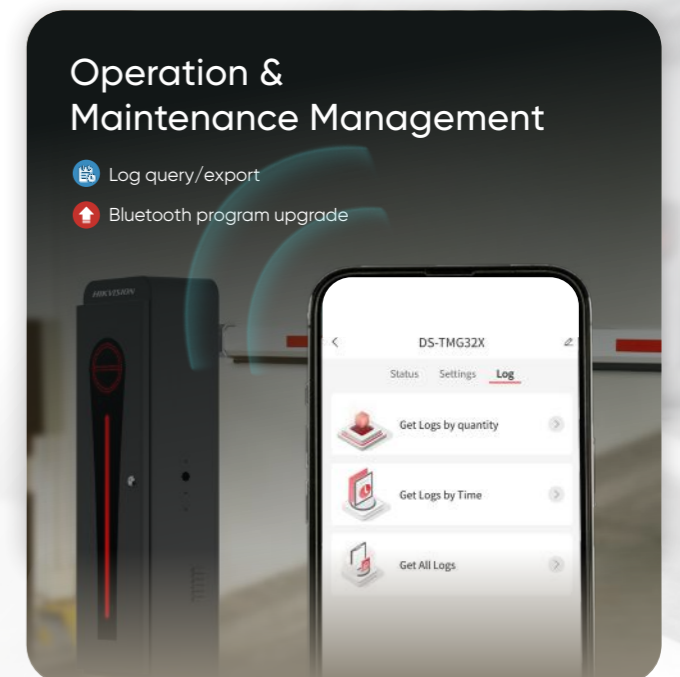 Operation &
Maintenance Management
Log query/export
Bluetooth program upgrade
HIKVISION
DS-TMG32X
Status Settings Log
Get Logs by quantity
Get Logs by Time
Get All Logs